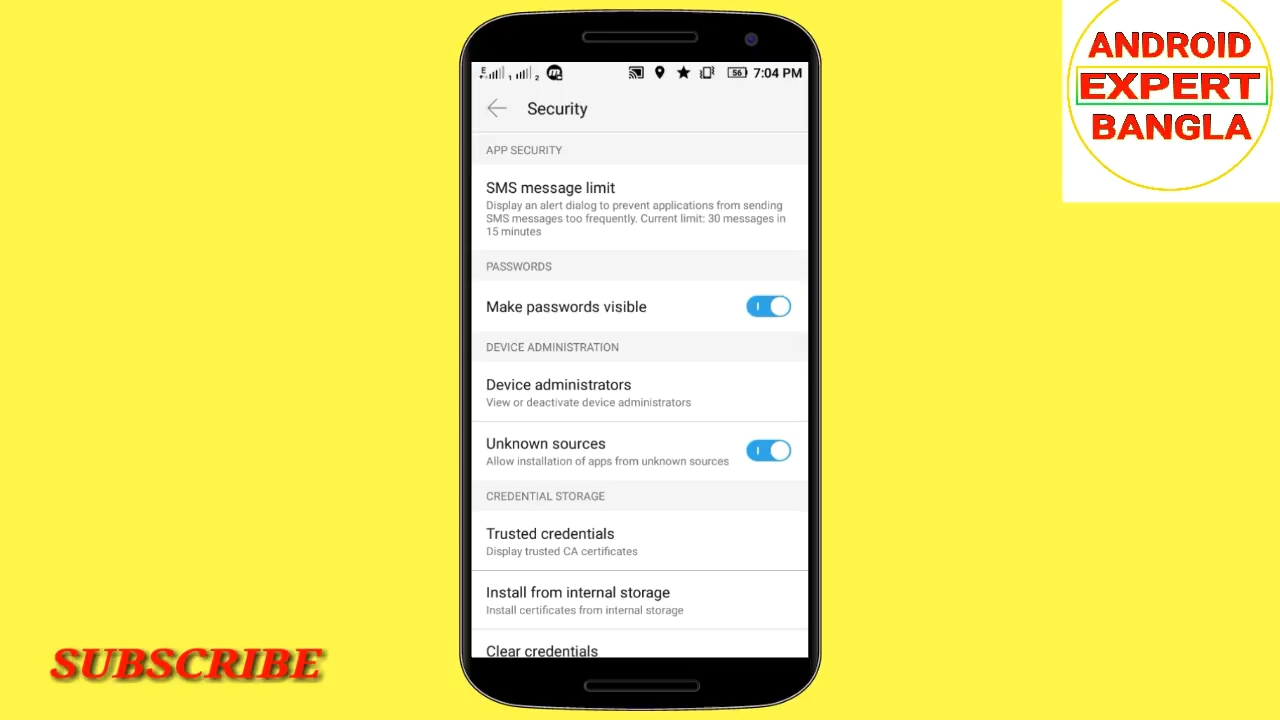 E 1 2 56 7:04 PM
Security
APP SECURITY
SMS message limit
Display an alert dialog to prevent applications from sending
SMS messages too frequently. Current limit: 30 messages in
15 minutes
PASSWORDS
Make passwords visible
DEVICE ADMINISTRATION
Device administrators
View or deactivate device administrators
Unknown sources
Allow installation of apps from unknown sources
CREDENTIAL STORAGE
Trusted credentials
Display trusted CA certificates
Install from internal storage
Install certificates from internal storage
Clear credentials
ANDROID
EXPERT
BANGLA
SUBSCRIBE